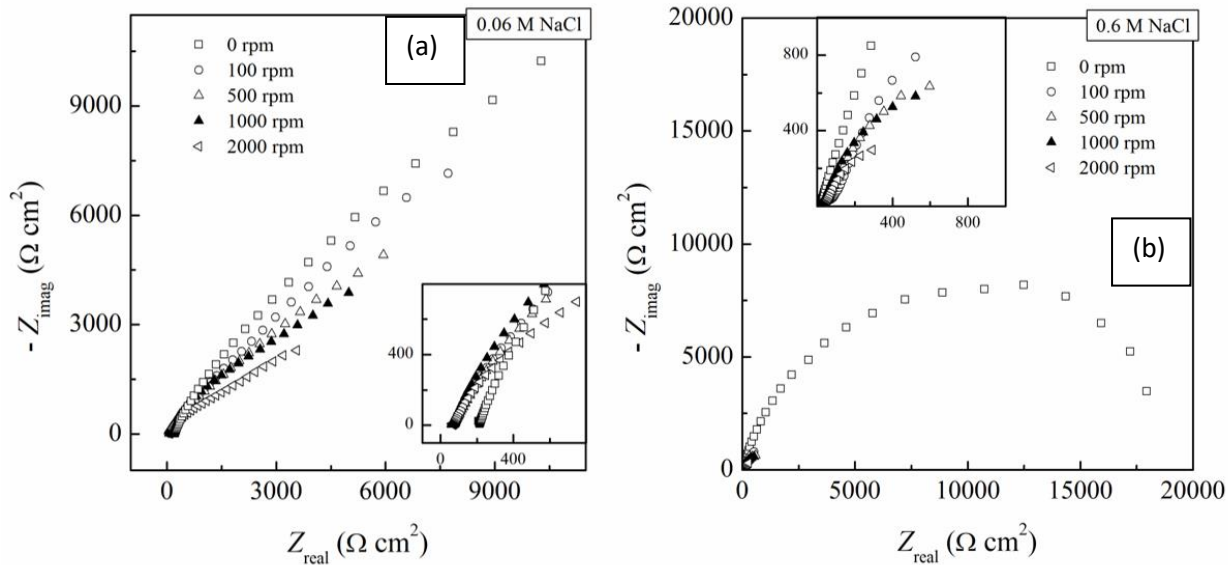 (a)
0.06 M NaCl
0 rpm
100 rpm
500 rpm
1000 rpm
2000 rpm
9000
6000
3000
0
- Z_imag (Ω cm²)
400
0
0 400
0 3000 6000 9000
Z_real (Ω cm²)
0.6 M NaCl
0 rpm
100 rpm
500 rpm
1000 rpm
2000 rpm
(b)
20000
15000
10000
5000
0
- Z_imag (Ω cm²)
800
400
400 800
0 5000 10000 15000 20000
Z_real (Ω cm²)